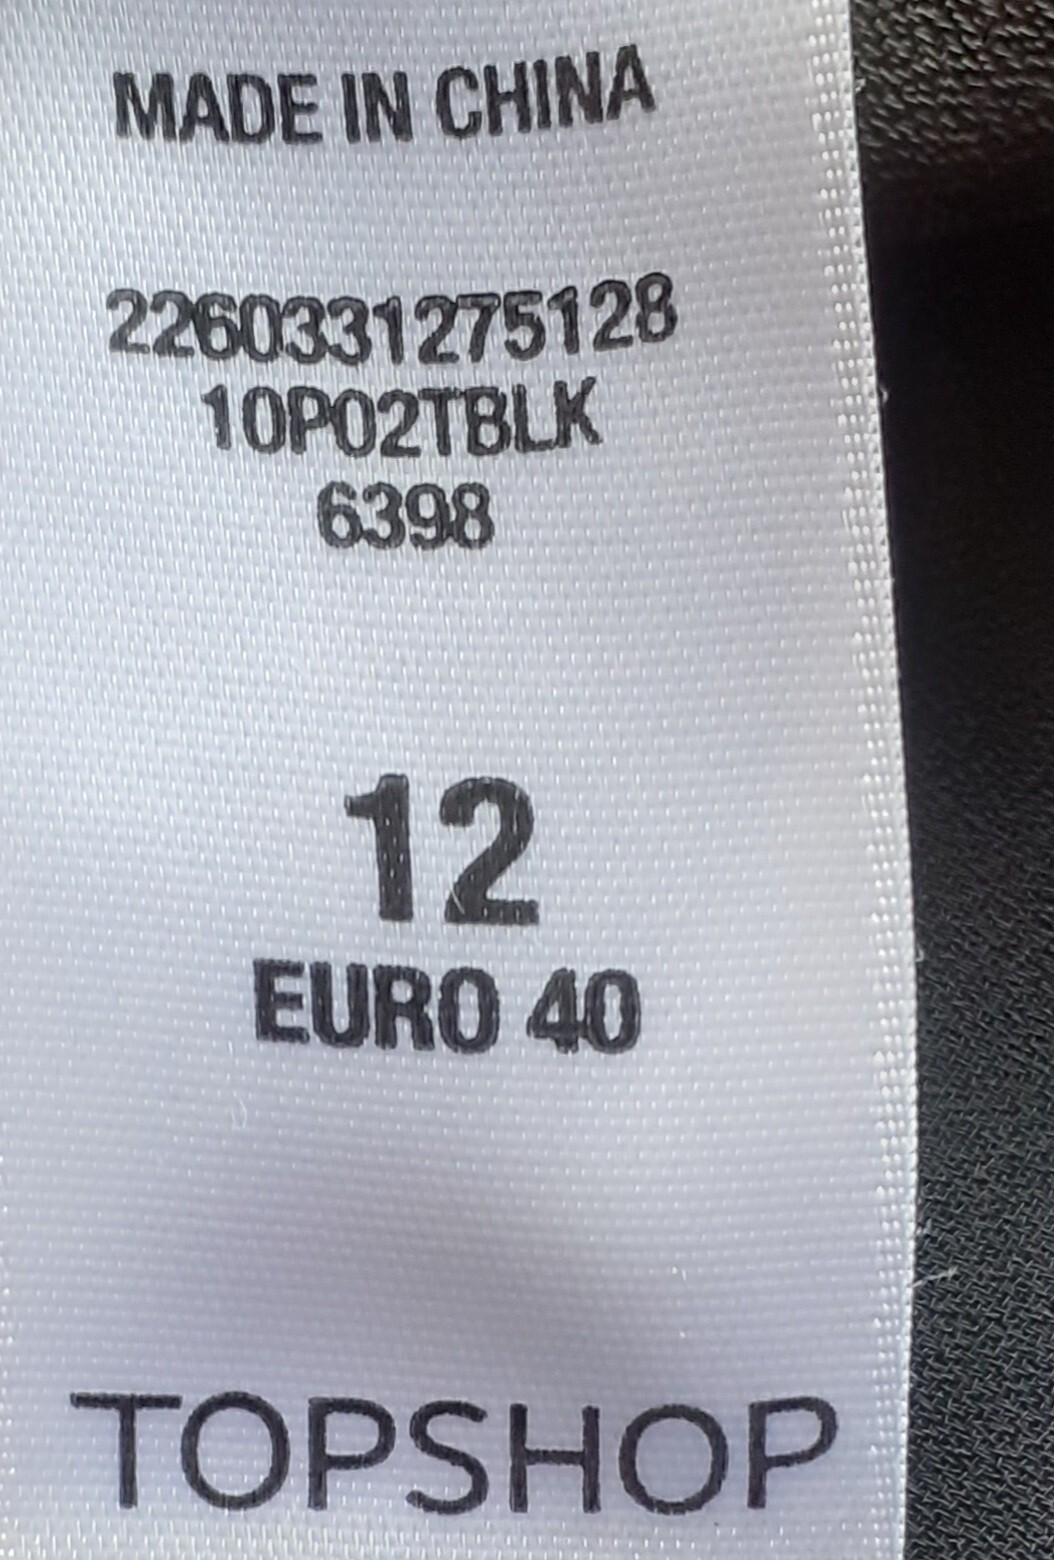 MADE IN CHINA
2260331275128
10P02TBLK
6398
12
EURO 40
TOPSHOP